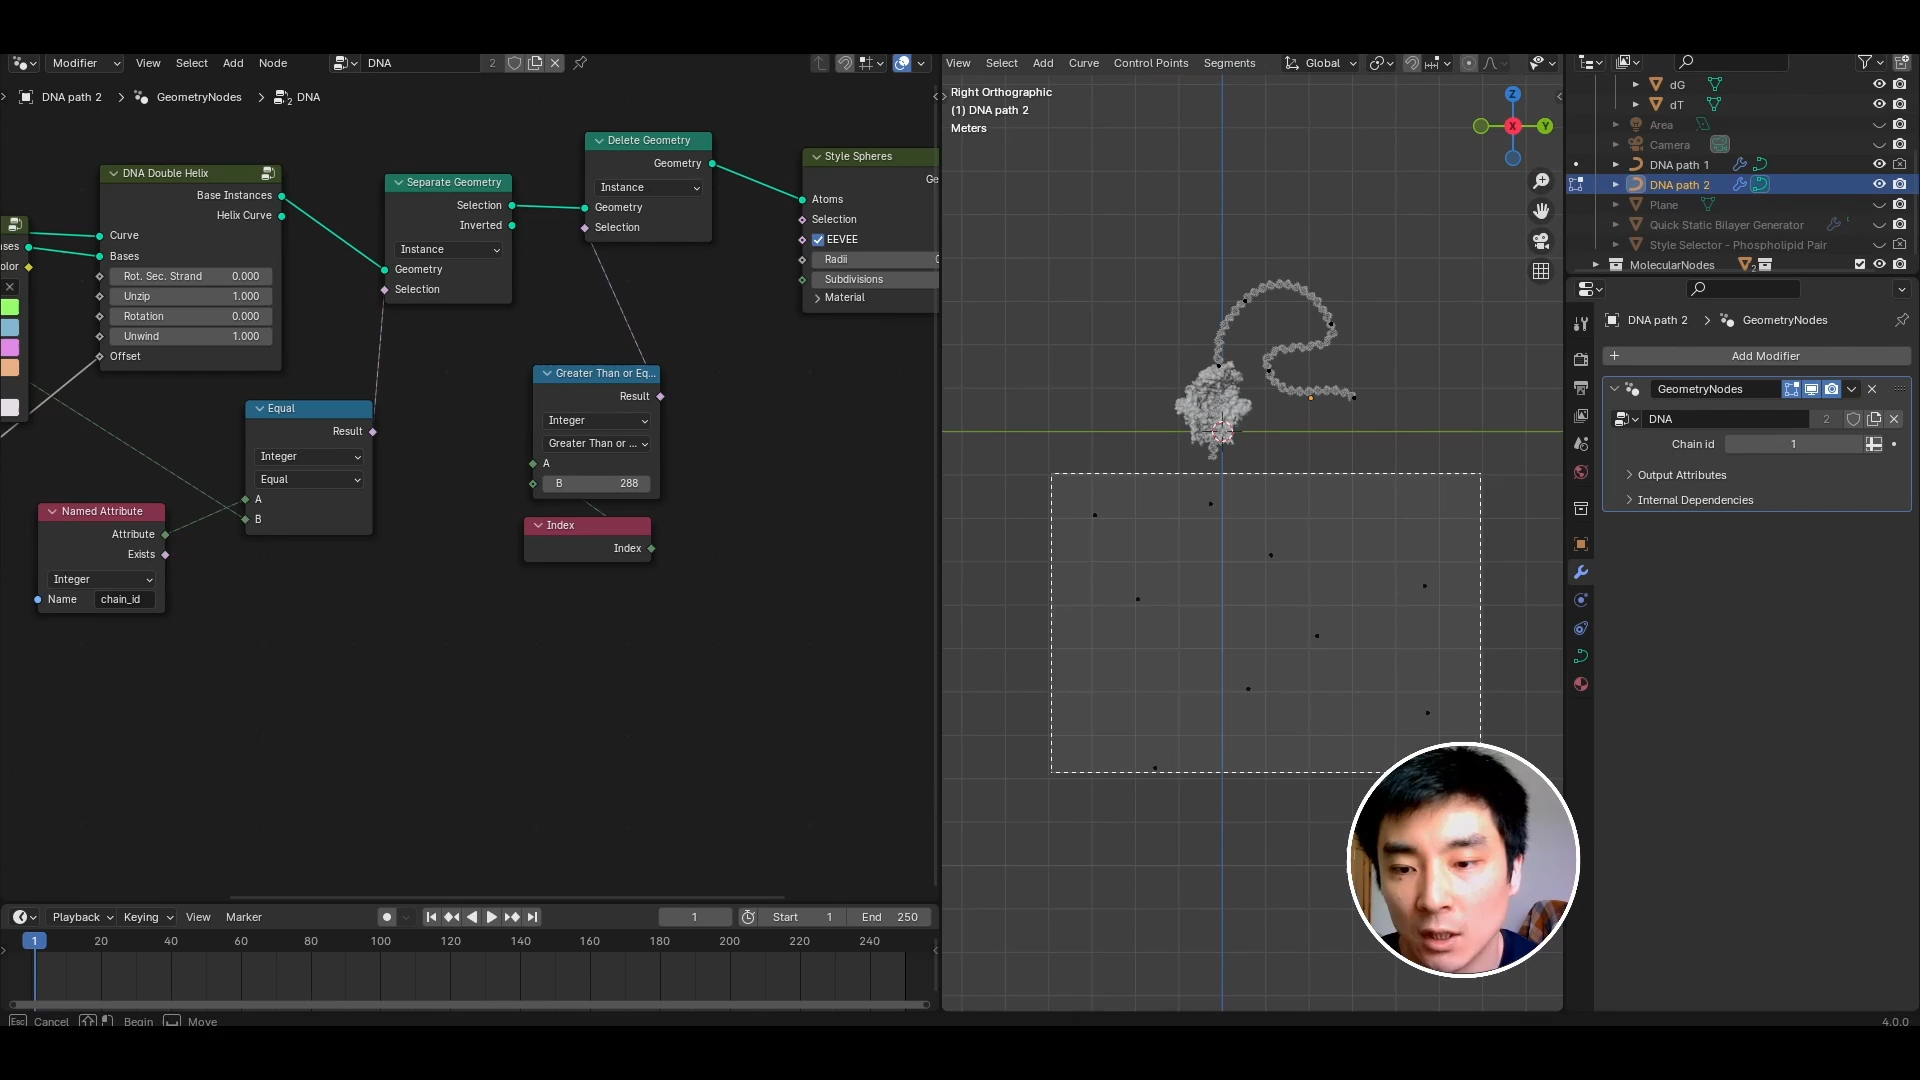 Modifier View Select Add Node DNA 2
DNA path 2 GeometryNodes 2 DNA
DNA Double Helix
Base Instances
Helix Curve
Curve
Bases
Rot. Sec. Strand 0.000
Unzip 1.000
Rotation 0.000
Unwind 1.000
Offset
Separate Geometry
Selection
Inverted
Instance
Geometry
Selection
Delete Geometry
Geometry
Instance
Geometry
Selection
Style Spheres
Ge
Atoms
Selection
EEVEE
Radii 0
Subdivisions
Material
ses
olor
Equal
Result
Integer
Equal
A
B
Greater Than or Eq...
Result
Integer
Greater Than or ...
A
B 288
Index
Index
Named Attribute
Attribute
Exists
Integer
Name chain_id
Playback Keying View Marker 1 Start 1 End 250
1 20 40 60 80 100 120 140 160 180 200 220 240
Esc Cancel Begin Move 4.0.0
View Select Add Curve Control Points Segments Global
Right Orthographic
(1) DNA path 2
Meters
Z
X
Y
dG
dT
Area
Camera
DNA path 1
DNA path 2
Plane
Quick Static Bilayer Generator
Style Selector - Phospholipid Pair
MolecularNodes 2
DNA path 2 GeometryNodes
Add Modifier
GeometryNodes
DNA 2
Chain id 1
Output Attributes
Internal Dependencies